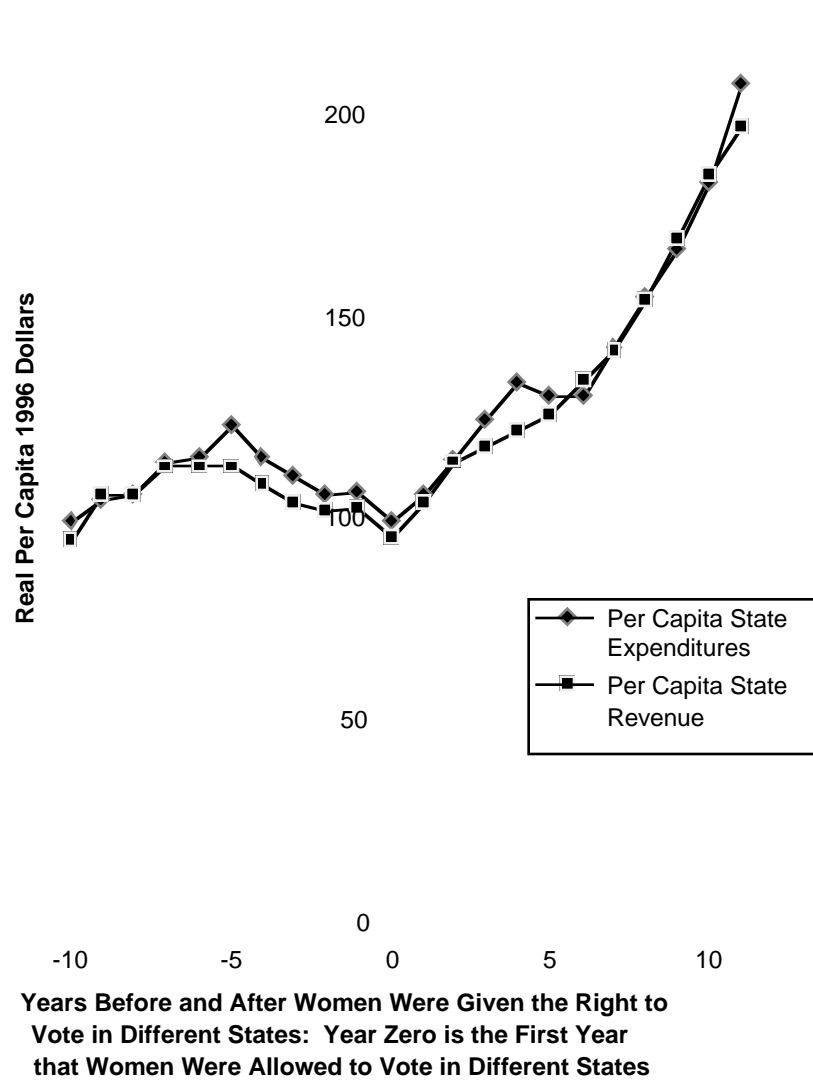 200
150
100
50
0
Real Per Capita 1996 Dollars
Per Capita State
Expenditures
Per Capita State
Revenue
-10 -5 0 5 10
Years Before and After Women Were Given the Right to
Vote in Different States: Year Zero is the First Year
that Women Were Allowed to Vote in Different States